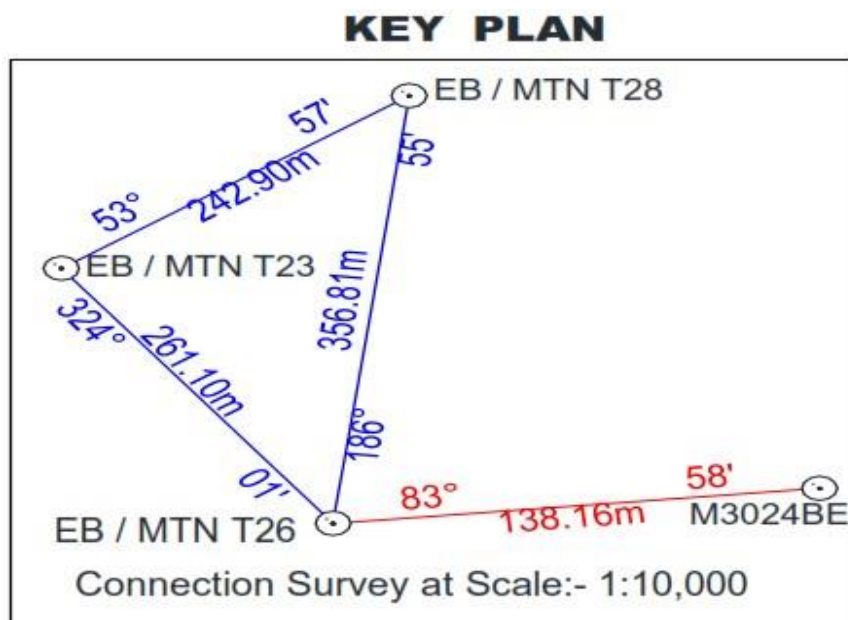 KEY PLAN
EB / MTN T28
57'
55'
53°
242.90m
EB / MTN T23
356.81m
324°
261.10m
186°
01'
83°
58'
138.16m
M3024BE
EB / MTN T26
Connection Survey at Scale:- 1:10,000